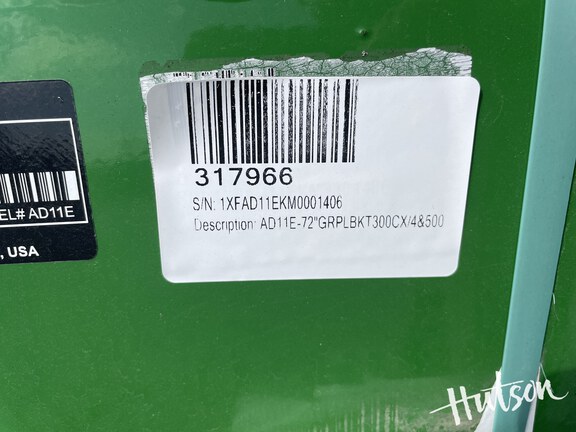 EL# AD11E
, USA
317966
S/N: 1XFAD11EKM0001406
Description: AD11E-72"GRPLBKT300CX/4&500
Hutson